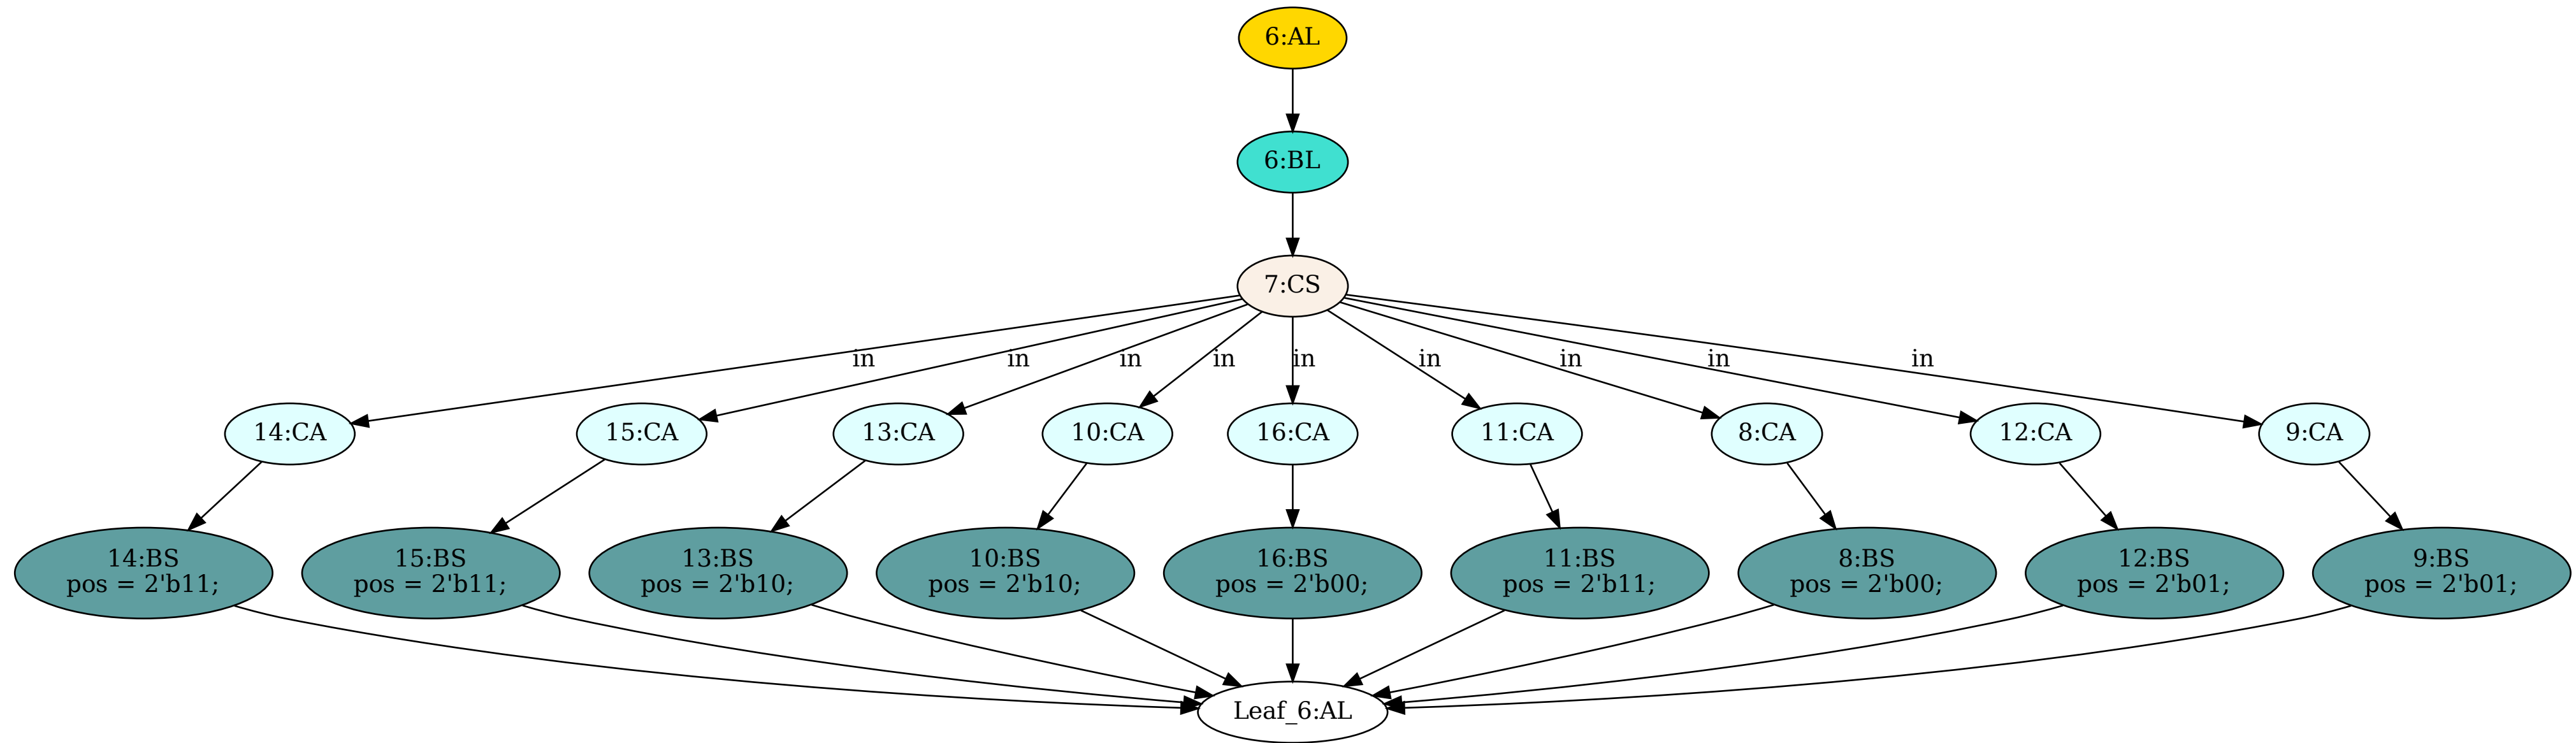 6:AL
6:BL
7:CS
in
in
in
in
in
in
in
in
in
14:CA
15:CA
13:CA
10:CA
16:CA
11:CA
8:CA
12:CA
9:CA
14:BS
pos = 2'b11;
15:BS
pos = 2'b11;
13:BS
pos = 2'b10;
10:BS
pos = 2'b10;
16:BS
pos = 2'b00;
11:BS
pos = 2'b11;
8:BS
pos = 2'b00;
12:BS
pos = 2'b01;
9:BS
pos = 2'b01;
Leaf_6:AL